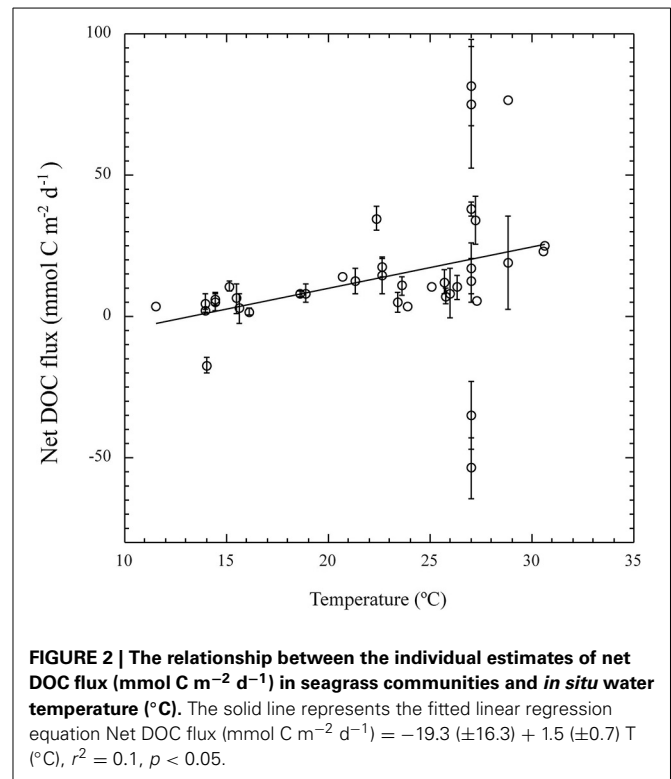 100
50
0
-50
Net DOC flux (mmol C m⁻² d⁻¹)
10 15 20 25 30 35
Temperature (ºC)
FIGURE 2 | The relationship between the individual estimates of net
DOC flux (mmol C m⁻² d⁻¹) in seagrass communities and in situ water
temperature (°C). The solid line represents the fitted linear regression
equation Net DOC flux (mmol C m⁻² d⁻¹) = −19.3 (±16.3) + 1.5 (±0.7) T
(°C), r² = 0.1, p < 0.05.